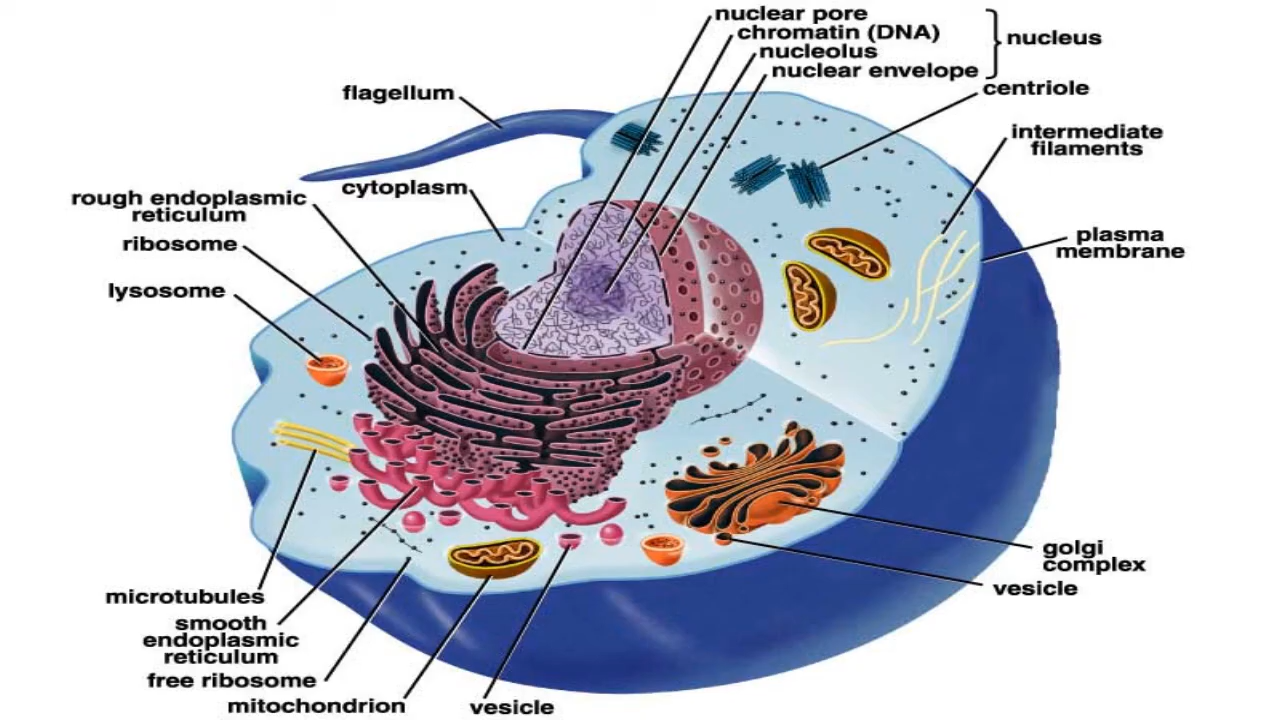 nuclear pore
chromatin (DNA)
nucleolus
nuclear envelope
nucleus
centriole
flagellum
intermediate
filaments
cytoplasm
rough endoplasmic
reticulum
ribosome
plasma
membrane
lysosome
golgi
complex
vesicle
microtubules
smooth
endoplasmic
reticulum
free ribosome
mitochondrion
vesicle